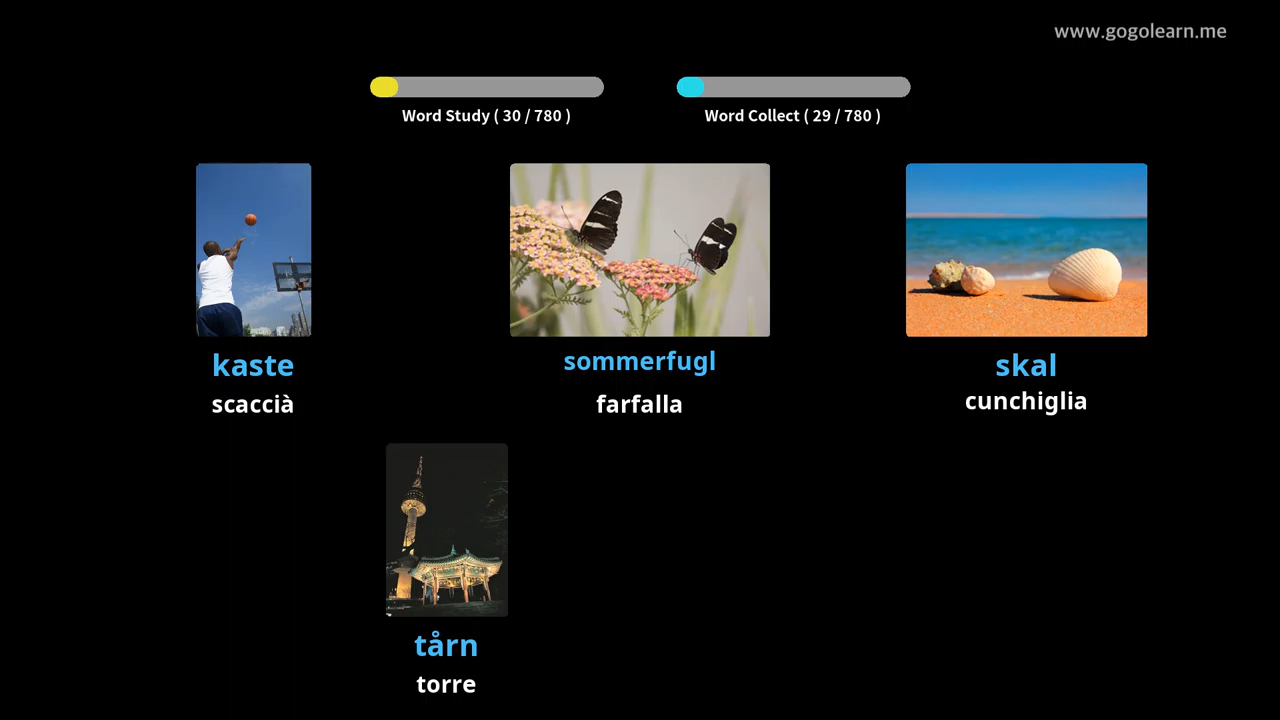 www.gogolearn.me
Word Study ( 30 / 780 )
Word Collect ( 29 / 780 )
kaste
scaccià
sommerfugl
farfalla
skal
cunchiglia
tårn
torre